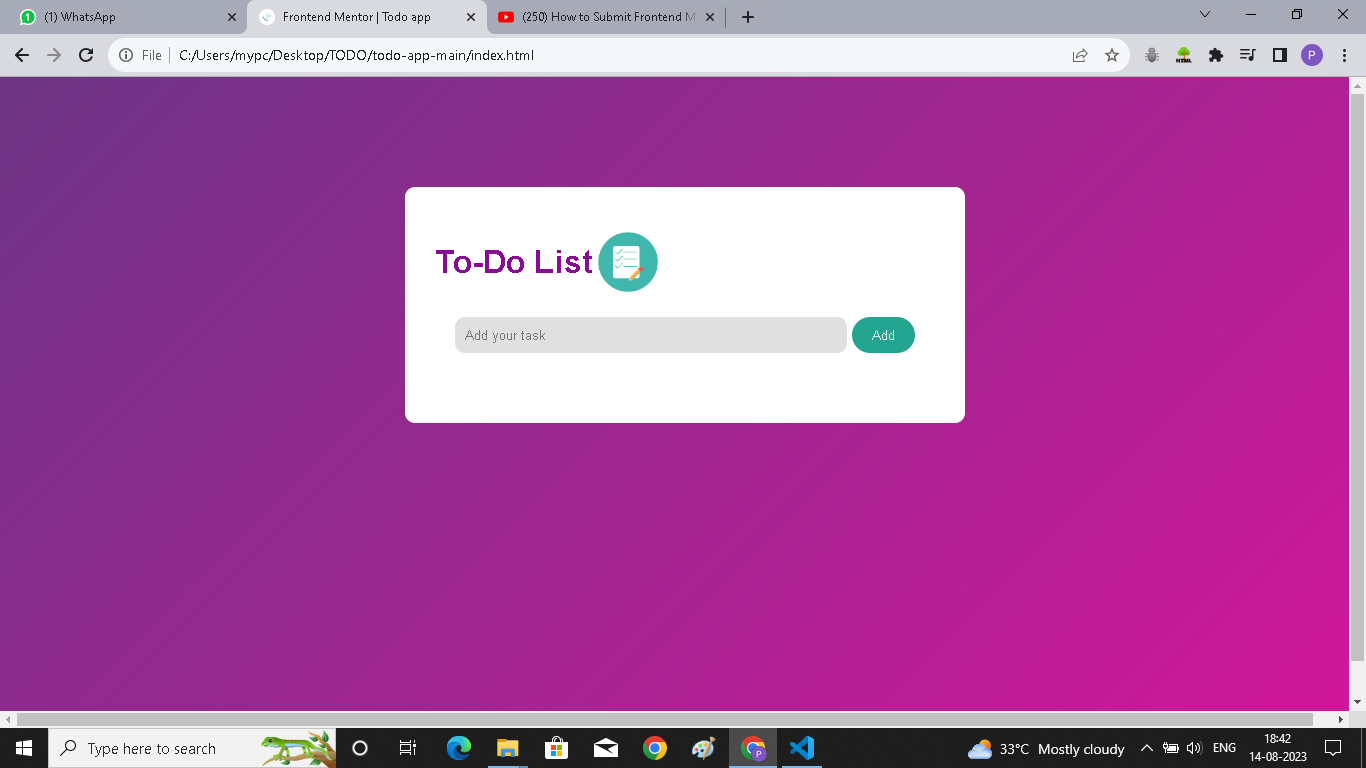 (1) WhatsApp
Frontend Mentor | Todo app
(250) How to Submit Frontend M
File
C:/Users/mypc/Desktop/TODO/todo-app-main/index.html
P
HTML
To-Do List
Add your task
Add
Type here to search
P
33°C Mostly cloudy
ENG
18:42
14-08-2023